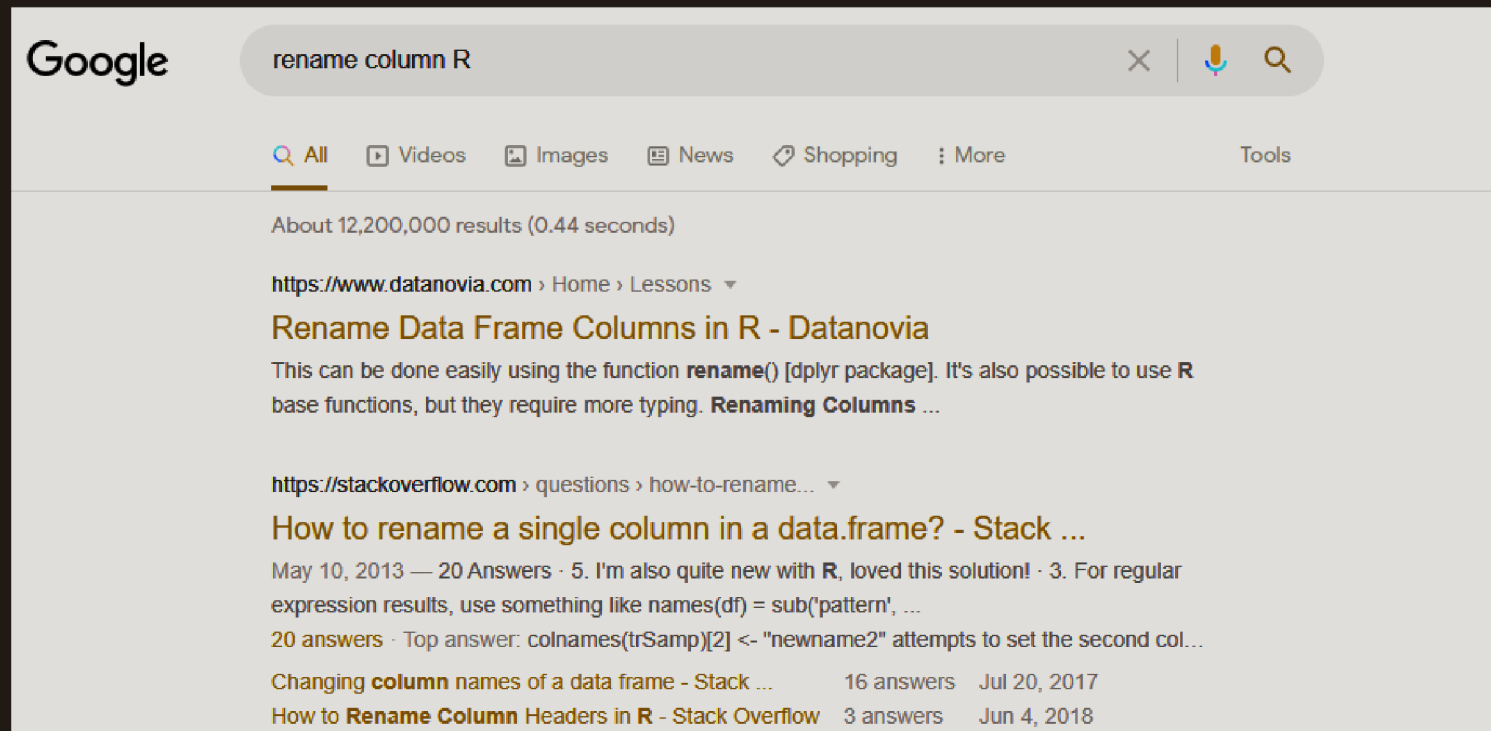 Google
rename column R
All Videos Images News Shopping More Tools
About 12,200,000 results (0.44 seconds)
https://www.datanovia.com › Home › Lessons
Rename Data Frame Columns in R - Datanovia
This can be done easily using the function rename() [dplyr package]. It's also possible to use R
base functions, but they require more typing. Renaming Columns ...
https://stackoverflow.com › questions › how-to-rename...
How to rename a single column in a data.frame? - Stack ...
May 10, 2013 — 20 Answers · 5. I'm also quite new with R, loved this solution! · 3. For regular
expression results, use something like names(df) = sub('pattern', ...
20 answers · Top answer: colnames(trSamp)[2] <- "newname2" attempts to set the second col...
Changing column names of a data frame - Stack ... 16 answers Jul 20, 2017
How to Rename Column Headers in R - Stack Overflow 3 answers Jun 4, 2018